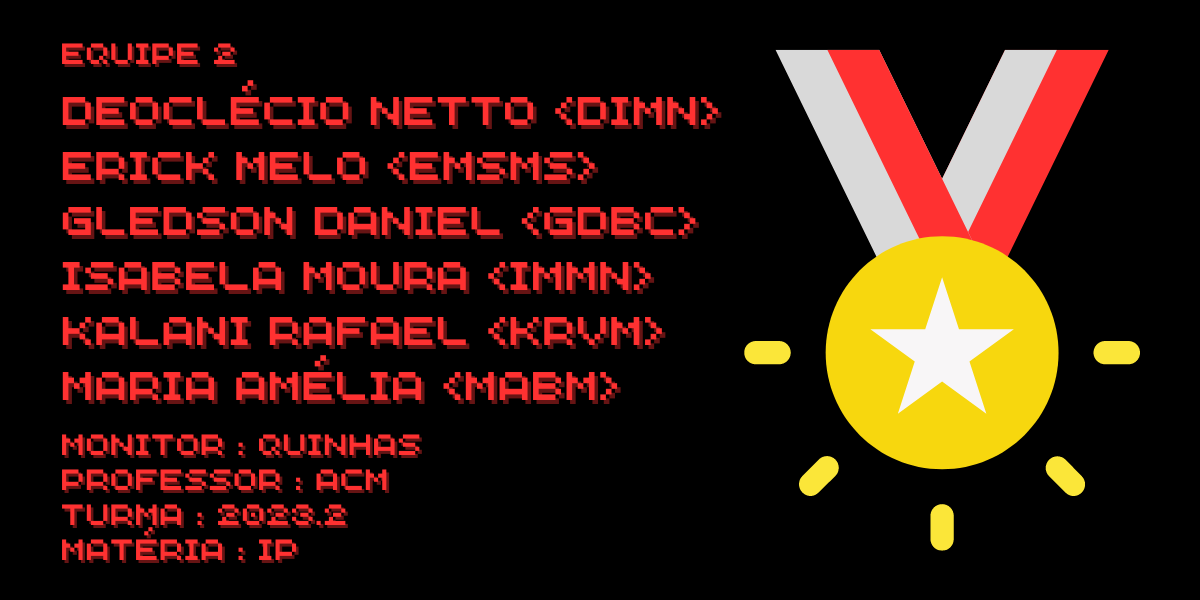 EQUIPE 2
DEOCLÉCIO NETTO <DIMN>
ERICK MELO <EMSMS>
GLEDSON DANIEL <GDBC>
ISABELA MOURA <IMMN>
KALANI RAFAEL <KRVM>
MARIA AMÉLIA <MABM>
MONITOR : QUINHAS
PROFESSOR : ACM
TURMA : 2023.2
MATÉRIA : IP